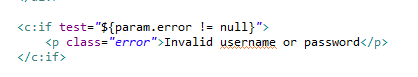 <c:if test="${param.error != null}">
<p class="error">Invalid username or password</p>
</c:if>